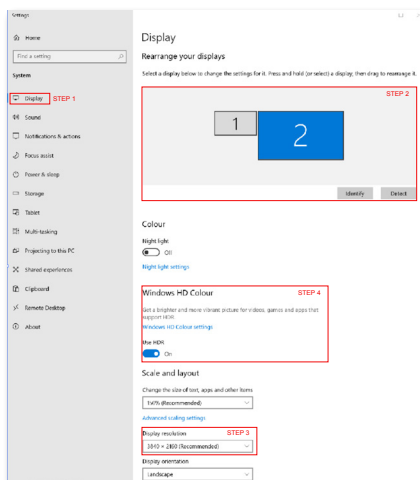 Settings
Home
Find a setting
System
Display STEP 1
Sound
Notifications & actions
Focus assist
Power & sleep
Storage
Tablet
Multi-tasking
Projecting to this PC
Shared experiences
Clipboard
Remote Desktop
About
Display
Rearrange your displays
Select a display below to change the settings for it. Press and hold (or select) a display, then drag to rearrange it.
STEP 2
1
2
Identify Detect
Colour
Night light
Off
Night light settings
Windows HD Colour STEP 4
Get a brighter and more vibrant picture for videos, games and apps that
support HDR
Windows HD Colour settings
Use HDR
On
Scale and layout
Change the size of text, apps and other items
150% (Recommended)
Advanced scaling settings
Display resolution STEP 3
3840 × 2160 (Recommended)
Display orientation
Landscape